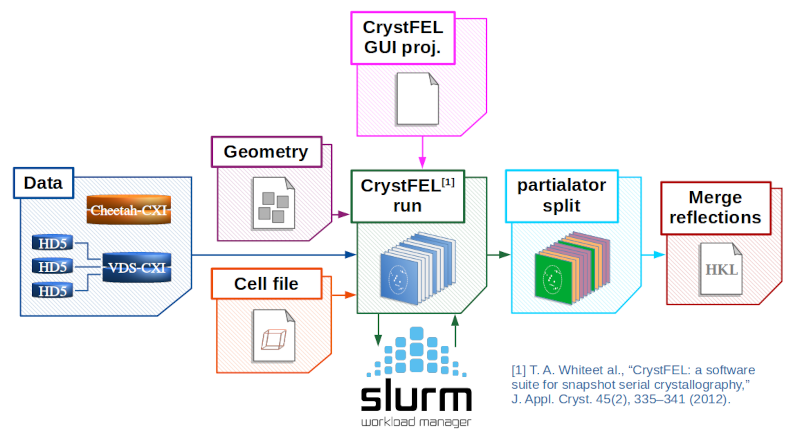 CrystFEL
GUI proj.
Geometry
Data
Cheetah-CXI
HD5
HD5
HD5
VDS-CXI
Cell file
CrystFEL[1]
run
partialator
split
Merge
reflections
HKL
slurm
workload manager
[1] T. A. Whiteet al., “CrystFEL: a software
suite for snapshot serial crystallography,”
J. Appl. Cryst. 45(2), 335–341 (2012).